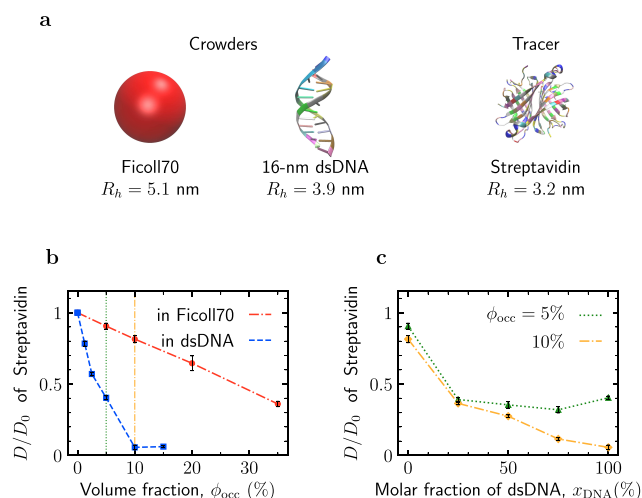 a
Crowders
Tracer
Ficoll70
16-nm dsDNA
Streptavidin
R_h = 5.1 nm
R_h = 3.9 nm
R_h = 3.2 nm
b
D/D_0 of Streptavidin
1
0.5
0
in Ficoll70
in dsDNA
0 10 20 30
Volume fraction, ϕ_occ (%)
c
D/D_0 of Streptavidin
1
0.5
0
ϕ_occ = 5%
10%
0 50 100
Molar fraction of dsDNA, x_DNA(%)